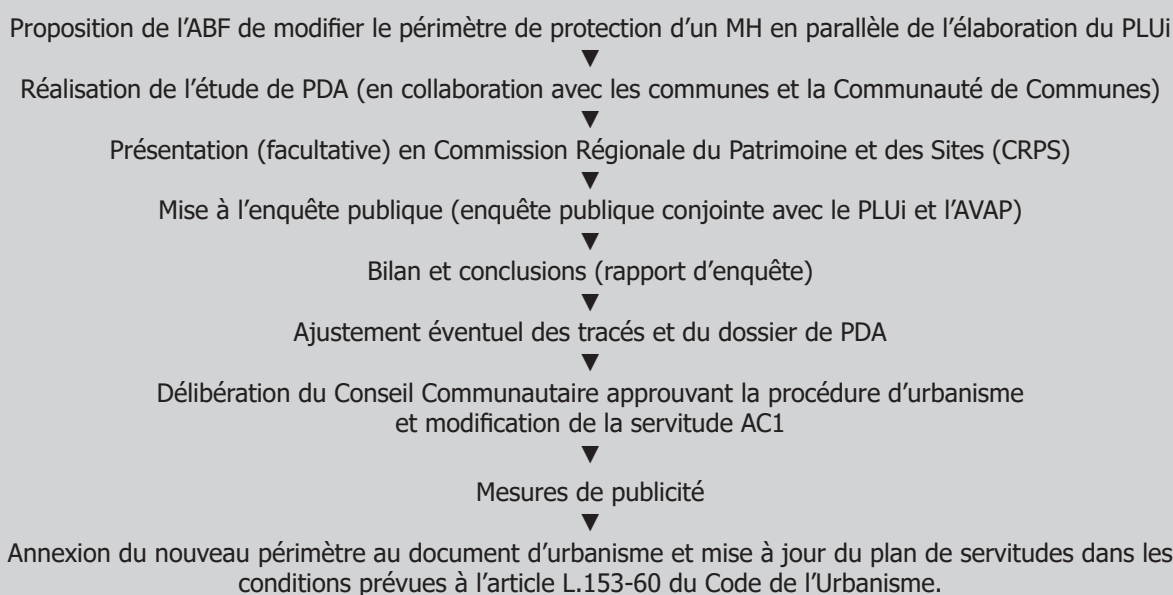 Proposition de l’ABF de modifier le périmètre de protection d’un MH en parallèle de l’élaboration du PLUi
▼
Réalisation de l’étude de PDA (en collaboration avec les communes et la Communauté de Communes)
▼
Présentation (facultative) en Commission Régionale du Patrimoine et des Sites (CRPS)
▼
Mise à l’enquête publique (enquête publique conjointe avec le PLUi et l’AVAP)
▼
Bilan et conclusions (rapport d’enquête)
▼
Ajustement éventuel des tracés et du dossier de PDA
▼
Délibération du Conseil Communautaire approuvant la procédure d’urbanisme
et modification de la servitude AC1
▼
Mesures de publicité
▼
Annexion du nouveau périmètre au document d’urbanisme et mise à jour du plan de servitudes dans les
conditions prévues à l’article L.153-60 du Code de l’Urbanisme.